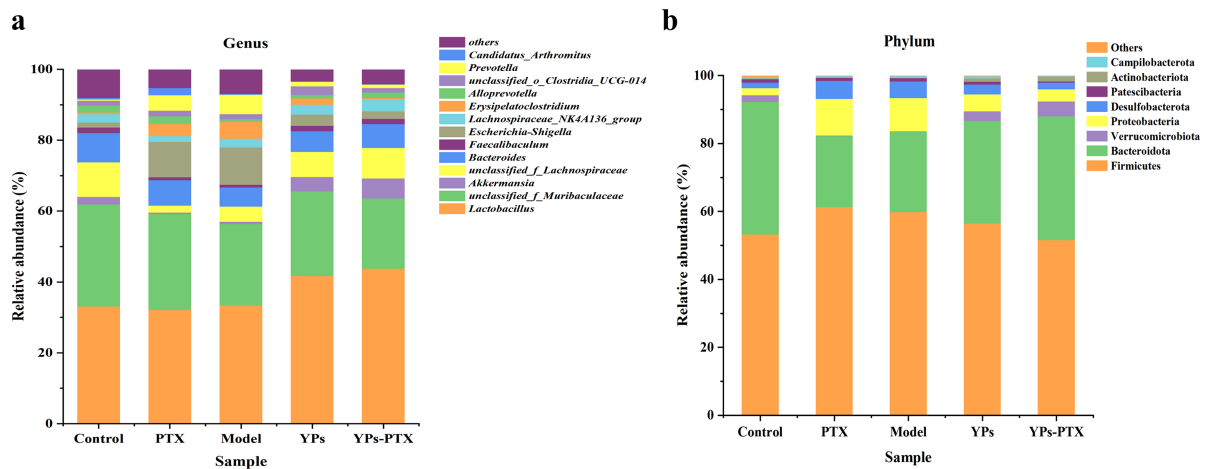 a
Genus
Relative abundance (%)
100
80
60
40
20
0
Control PTX Model YPs YPs-PTX
Sample
others
Candidatus_Arthromitus
Prevotella
unclassified_o_Clostridia_UCG-014
Alloprevotella
Erysipelatoclostridium
Lachnospiraceae_NK4A136_group
Escherichia-Shigella
Faecalibaculum
Bacteroides
unclassified_f_Lachnospiraceae
Akkermansia
unclassified_f_Muribaculaceae
Lactobacillus
b
Phylum
Relative abundance (%)
100
80
60
40
20
0
Control PTX Model YPs YPs-PTX
Sample
Others
Campilobacterota
Actinobacteriota
Patescibacteria
Desulfobacterota
Proteobacteria
Verrucomicrobiota
Bacteroidota
Firmicutes